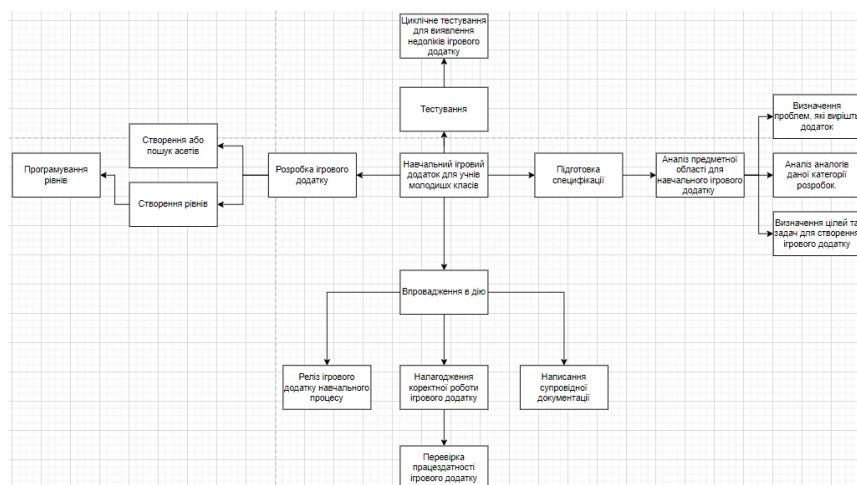 Циклічне тестування
для виявлення
недоліків ігрового
додатку
Тестування
Визначення
проблем, які вирішть
додаток
Створення або
пошук асетів
Програмування
рівнів
Розробка ігрового
додатку
Навчальний ігровий
додаток для учнів
молодших класів
Підготовка
специфікації
Аналіз предметної
області для
навчального ігрового
додатку
Аналіз аналогів
даної категорії
розробок.
Створення рівнів
Визначення цілей та
задач для створення
ігрового додатку
Впровадження в дію
Реліз ігрового
додатку навчального
процесу
Налагодження
коректної роботи
ігрового додатку
Написання
супровідної
документації
Перевірка
працездатності
ігрового додатку